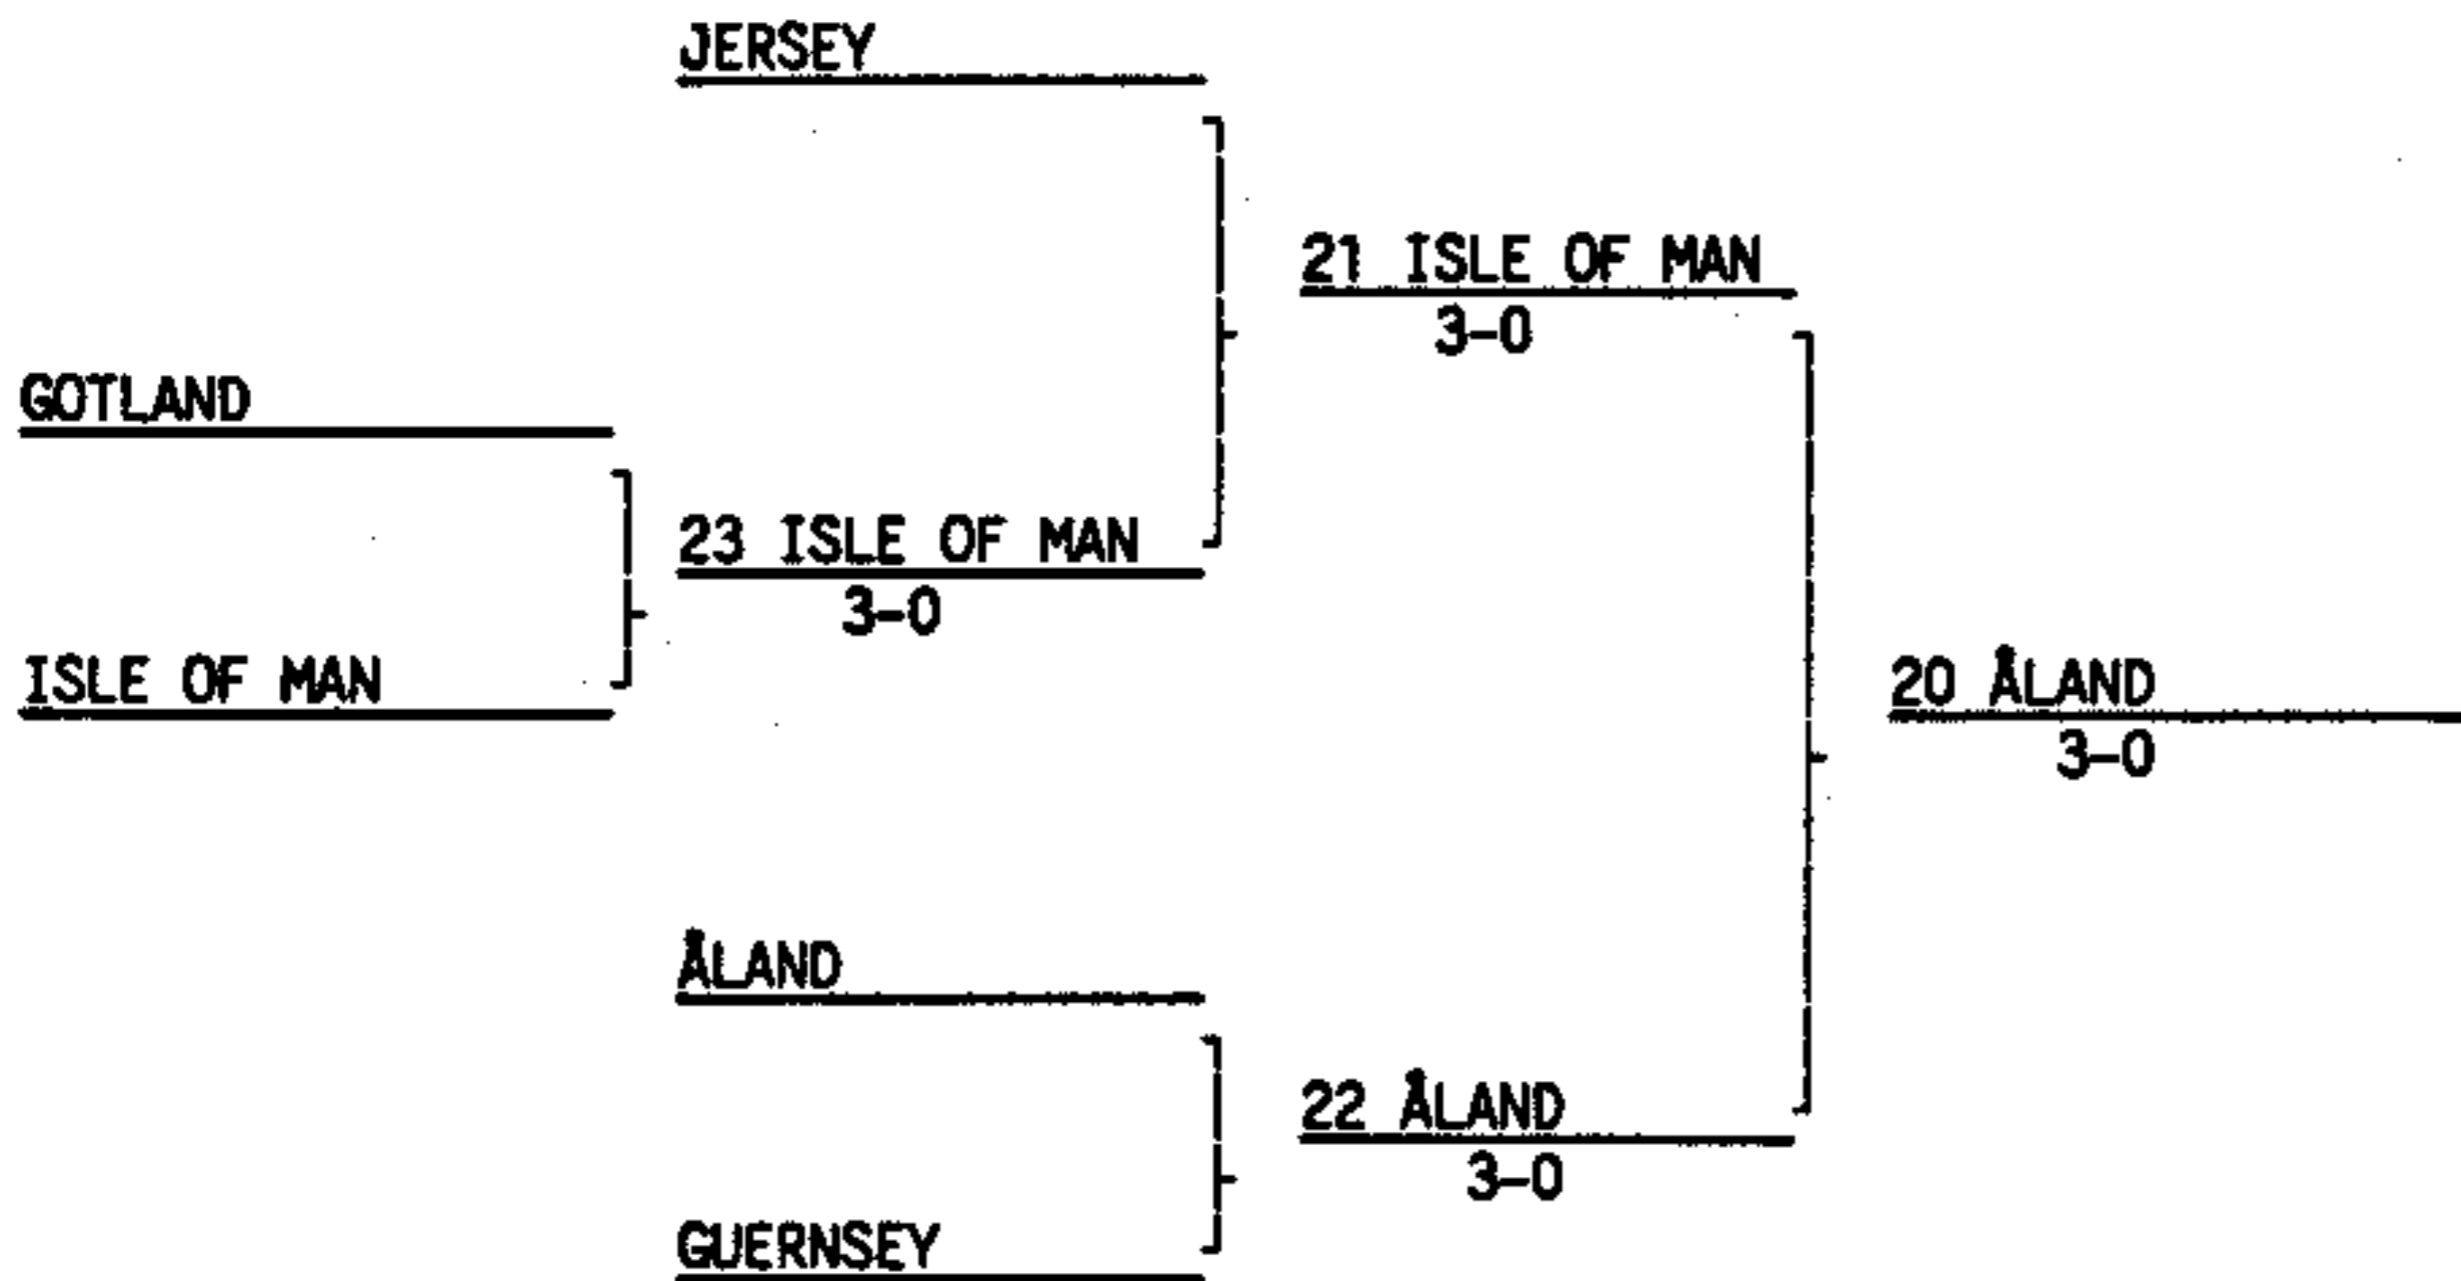 JERSEY
21 ISLE OF MAN
3-0
GOTLAND
23 ISLE OF MAN
3-0
ISLE OF MAN
20 ÅLAND
3-0
ÅLAND
22 ÅLAND
3-0
GUERNSEY